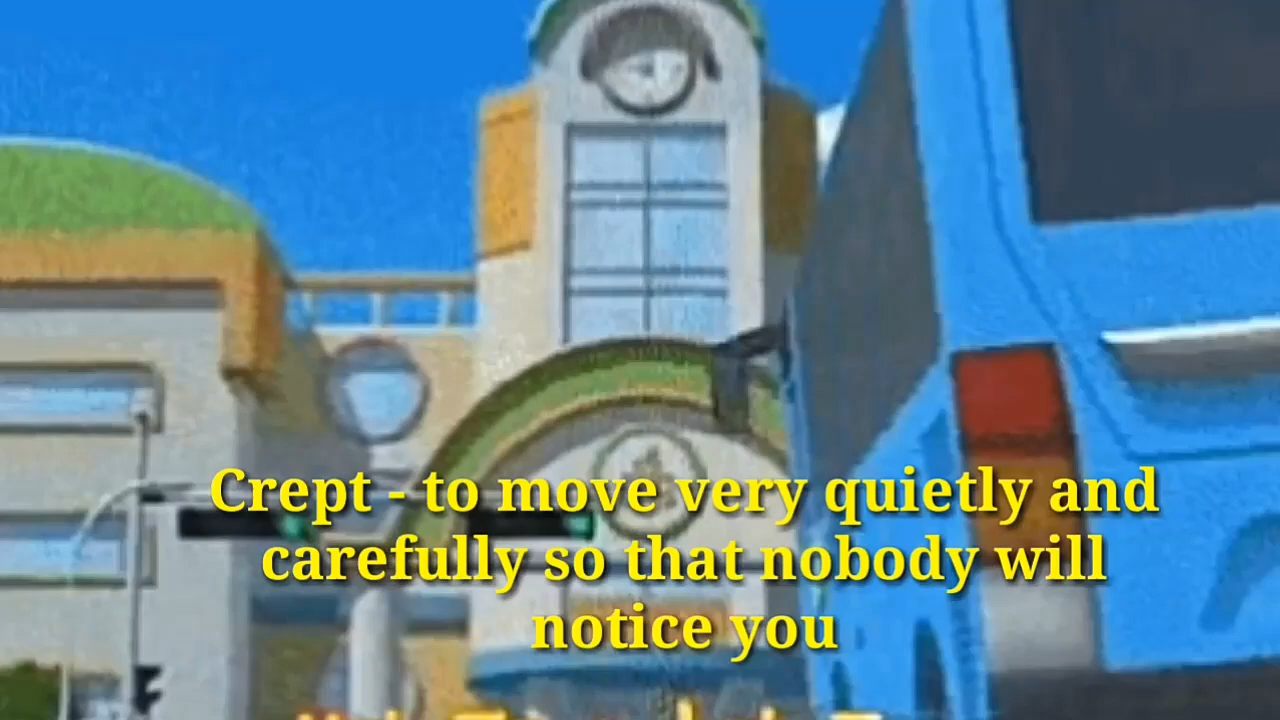 Crept - to move very quietly and
carefully so that nobody will
notice you